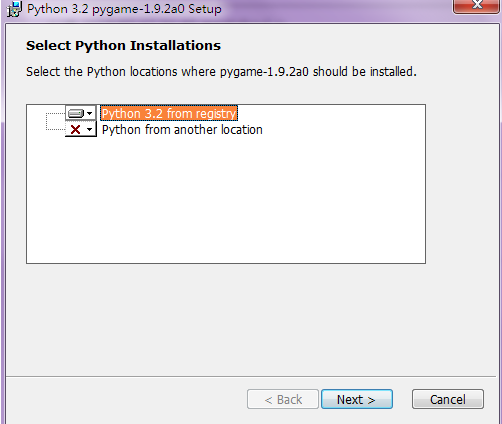 Python 3.2 pygame-1.9.2a0 Setup
Select Python Installations
Select the Python locations where pygame-1.9.2a0 should be installed.
Python 3.2 from registry
Python from another location
< Back Next > Cancel